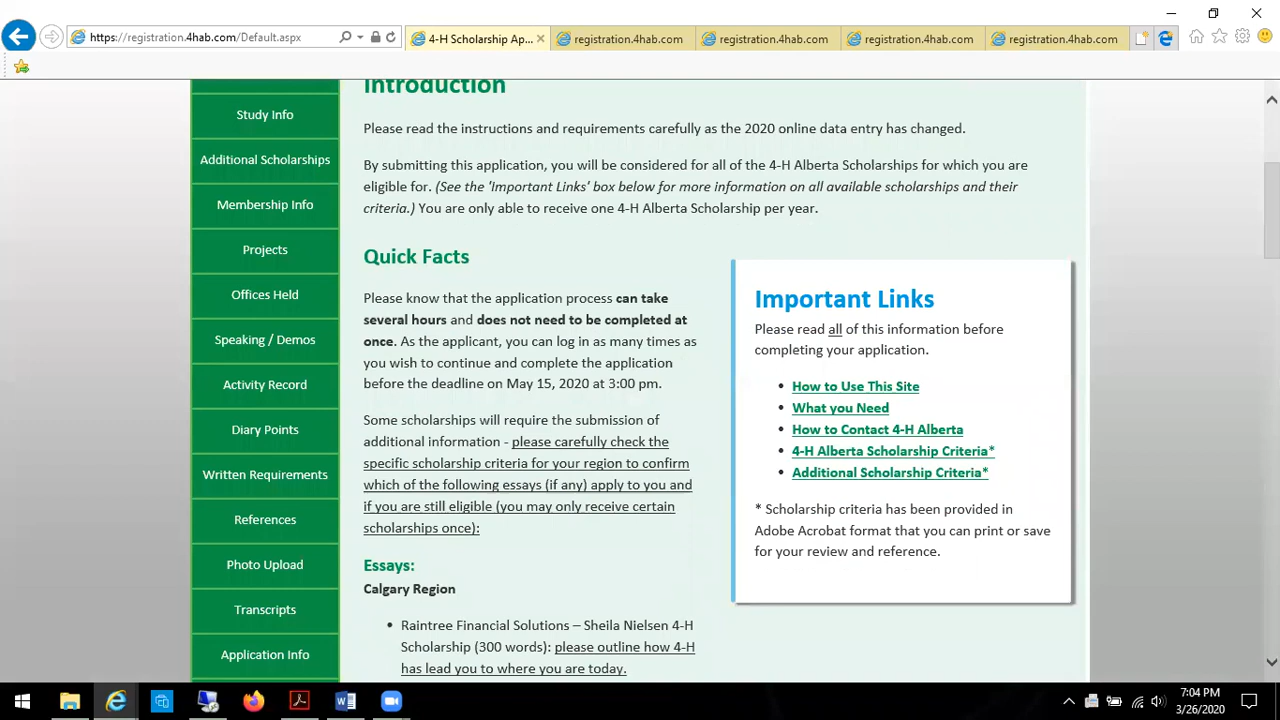 https://registration.4hab.com/Default.aspx
4-H Scholarship Ap...
registration.4hab.com
registration.4hab.com
registration.4hab.com
registration.4hab.com
Study Info
Additional Scholarships
Membership Info
Projects
Offices Held
Speaking / Demos
Activity Record
Diary Points
Written Requirements
References
Photo Upload
Transcripts
Application Info
Introduction
Please read the instructions and requirements carefully as the 2020 online data entry has changed.
By submitting this application, you will be considered for all of the 4-H Alberta Scholarships for which you are
eligible for. (See the 'Important Links' box below for more information on all available scholarships and their
criteria.) You are only able to receive one 4-H Alberta Scholarship per year.
Quick Facts
Please know that the application process can take
several hours and does not need to be completed at
once. As the applicant, you can log in as many times as
you wish to continue and complete the application
before the deadline on May 15, 2020 at 3:00 pm.
Some scholarships will require the submission of
additional information - please carefully check the
specific scholarship criteria for your region to confirm
which of the following essays (if any) apply to you and
if you are still eligible (you may only receive certain
scholarships once):
Essays:
Calgary Region
• Raintree Financial Solutions – Sheila Nielsen 4-H
Scholarship (300 words): please outline how 4-H
has lead you to where you are today.
Important Links
Please read all of this information before
completing your application.
• How to Use This Site
• What you Need
• How to Contact 4-H Alberta
• 4-H Alberta Scholarship Criteria*
• Additional Scholarship Criteria*
* Scholarship criteria has been provided in
Adobe Acrobat format that you can print or save
for your review and reference.
7:04 PM
3/26/2020